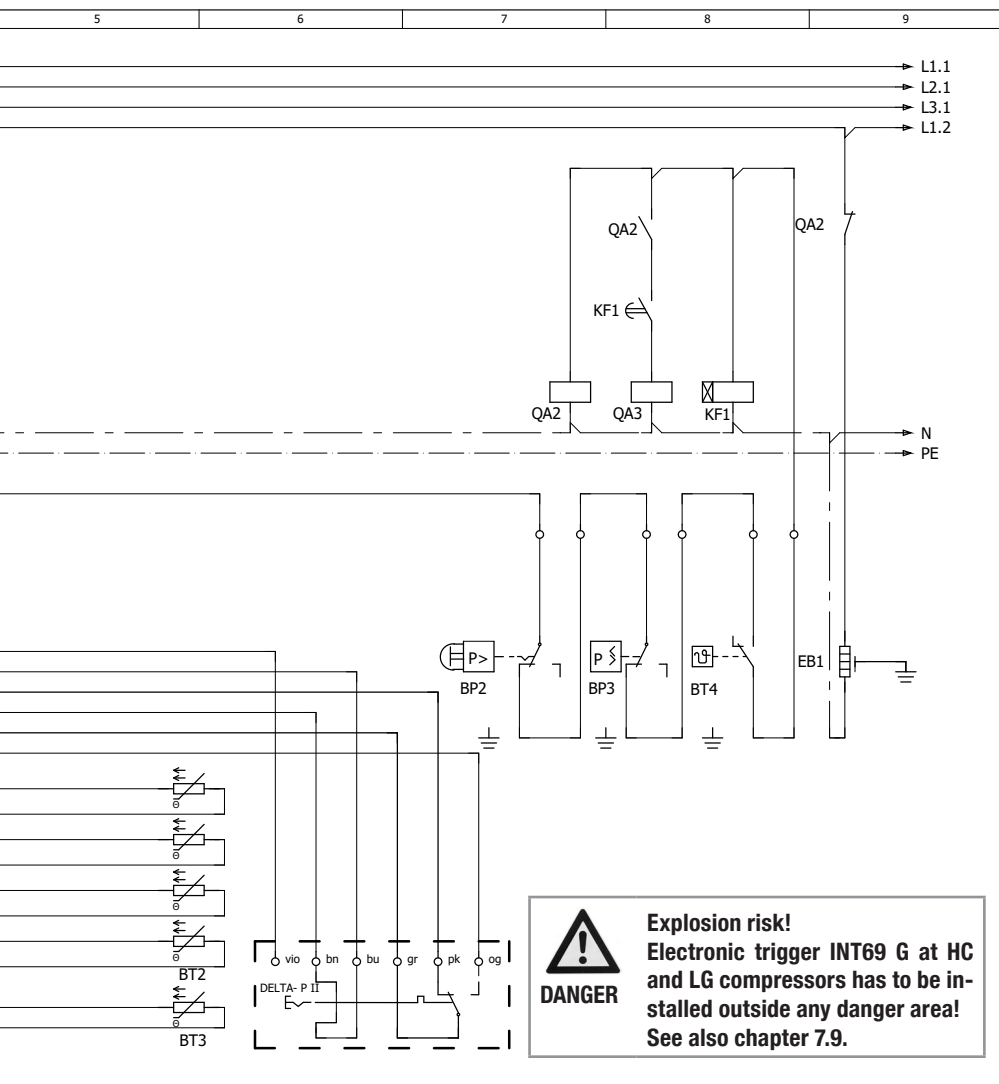 5 6 7 8 9
L1.1
L2.1
L3.1
L1.2
QA2 QA2
KF1
QA2 QA3 KF1
N
PE
P> P ϑ EB1
BP2 BP3 BT4
Θ
Θ
Θ
Θ
BT2
Θ
BT3
vio bn bu gr pk og
DELTA- P II
DANGER
Explosion risk!
Electronic trigger INT69 G at HC
and LG compressors has to be in-
stalled outside any danger area!
See also chapter 7.9.